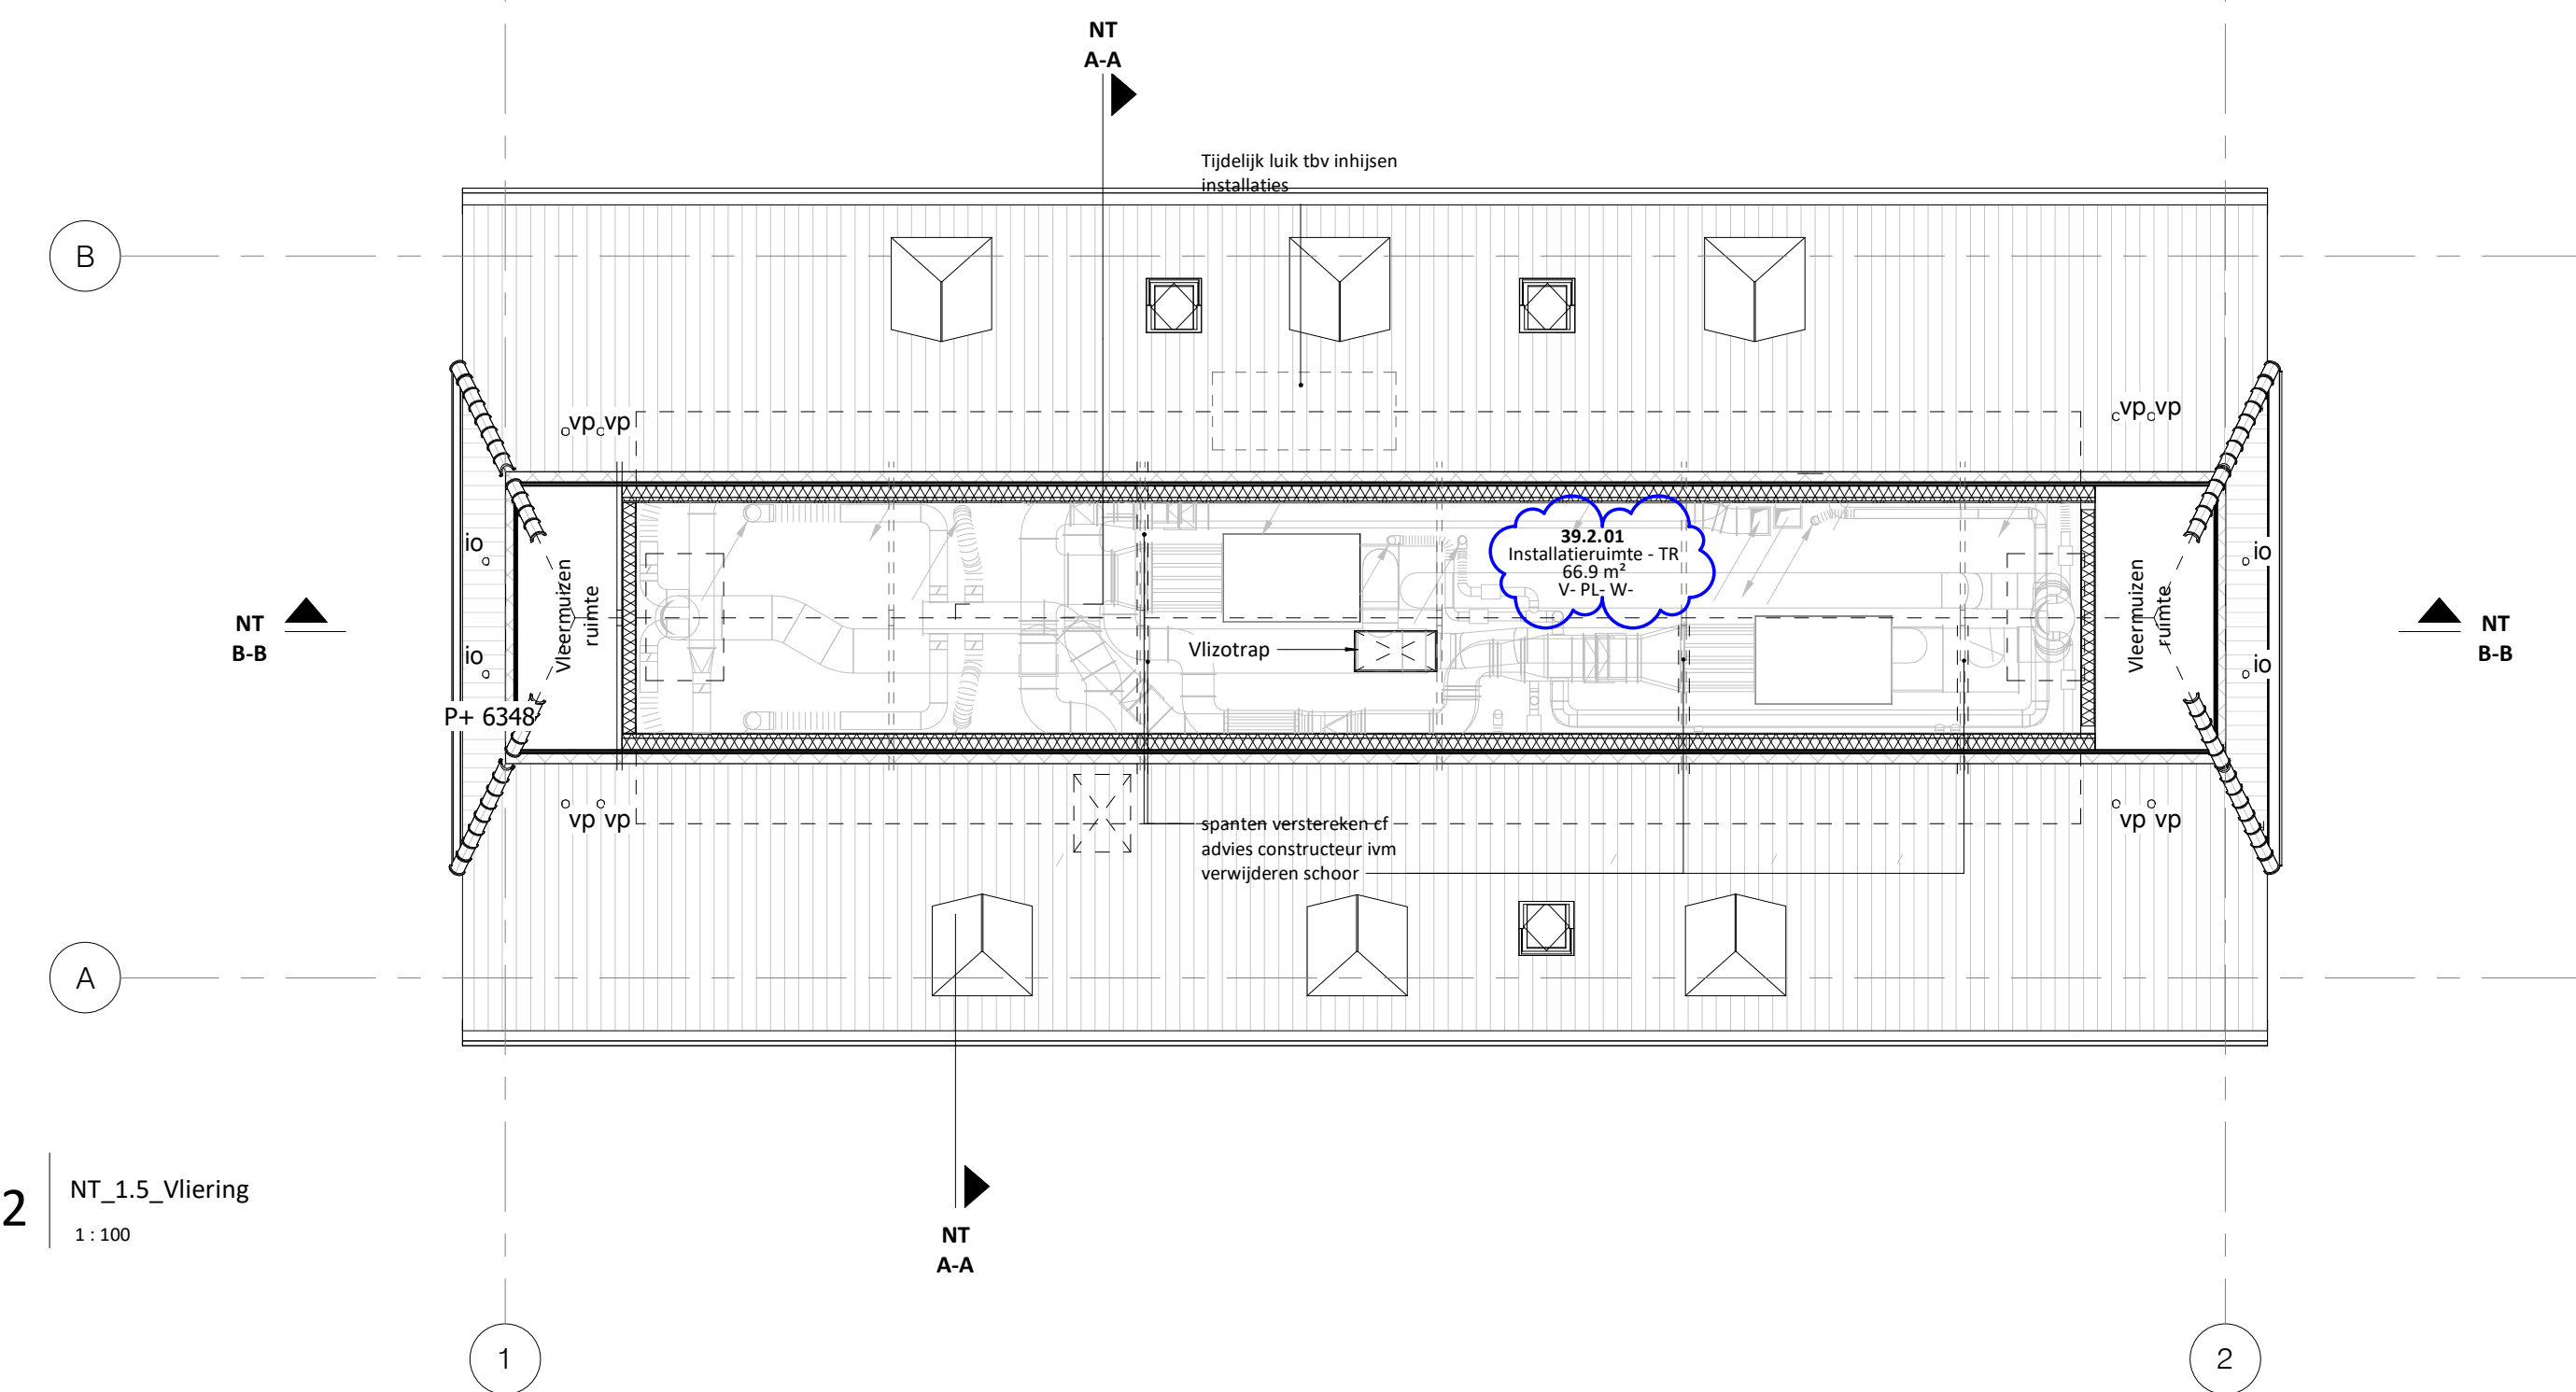 NT
A-A
Tijdelijk luik tbv inhijsen
installaties
B
vp vp
vp vp
39.2.01
Installatieruimte - TR
66.9 m²
V- PL- W-
io
io
Vleermuizen
ruimte
Vleermuizen
ruimte
io
io
NT
B-B
Vlizotrap
NT
B-B
P+ 6348
vp vp
vp vp
spanten verstereken cf
advies constructeur ivm
verwijderen schoor
A
2
NT_1.5_Vliering
1 : 100
NT
A-A
1
2